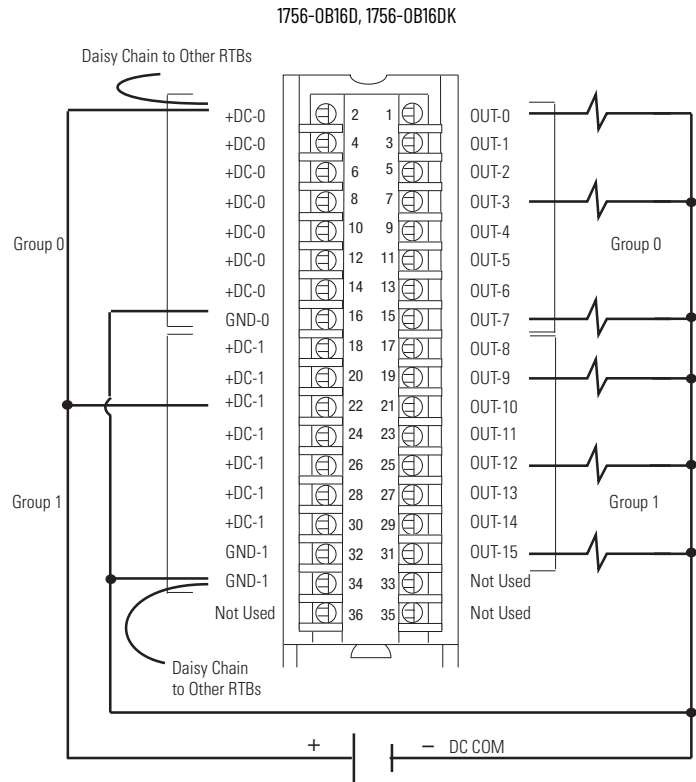 1756-OB16D, 1756-OB16DK
Daisy Chain to Other RTBs
+DC-0 2 1 OUT-0
+DC-0 4 3 OUT-1
+DC-0 6 5 OUT-2
+DC-0 8 7 OUT-3
Group 0 +DC-0 10 9 OUT-4 Group 0
+DC-0 12 11 OUT-5
+DC-0 14 13 OUT-6
GND-0 16 15 OUT-7
+DC-1 18 17 OUT-8
+DC-1 20 19 OUT-9
+DC-1 22 21 OUT-10
+DC-1 24 23 OUT-11
+DC-1 26 25 OUT-12
Group 1 +DC-1 28 27 OUT-13 Group 1
+DC-1 30 29 OUT-14
GND-1 32 31 OUT-15
GND-1 34 33 Not Used
Not Used 36 35 Not Used
Daisy Chain
to Other RTBs
+ – DC COM